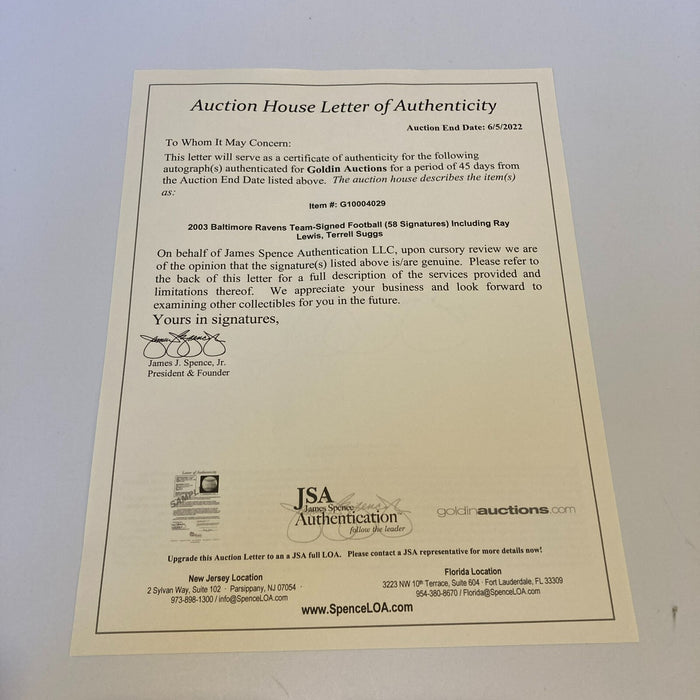 Auction House Letter of Authenticity
Auction End Date: 6/5/2022
To Whom It May Concern:
This letter will serve as a certificate of authenticity for the following
autograph(s) authenticated for Goldin Auctions for a period of 45 days from
the Auction End Date listed above. The auction house describes the item(s)
as:
Item #: G10004029
2003 Baltimore Ravens Team-Signed Football (58 Signatures) Including Ray
Lewis, Terrell Suggs
On behalf of James Spence Authentication LLC, upon cursory review we are
of the opinion that the signature(s) listed above is/are genuine. Please refer to
the back of this letter for a full description of the services provided and
limitations thereof. We appreciate your business and look forward to
examining other collectibles for you in the future.
Yours in signatures,
James J. Spence, Jr.
President & Founder
Letter of Authenticity
SAMPLE
JSA
James Spence
Authentication
follow the leader
goldinauctions.com
Upgrade this Auction Letter to an a JSA full LOA. Please contact a JSA representative for more details now!
New Jersey Location
2 Sylvan Way, Suite 102 · Parsippany, NJ 07054 ·
973-898-1300 / info@SpenceLOA.com
Florida Location
3223 NW 10th Terrace, Suite 604 · Fort Lauderdale, FL 33309
954-380-8670 / Florida@SpenceLOA.com
www.SpenceLOA.com